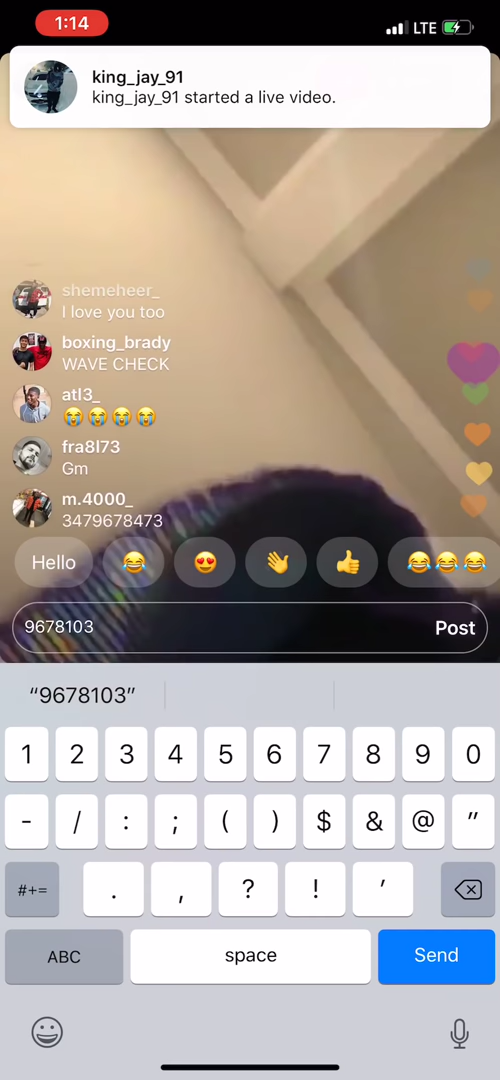 1:14
LTE
king_jay_91
king_jay_91 started a live video.
shemeheer_
I love you too
boxing_brady
WAVE CHECK
atl3_
😭😭😭😭
fra8l73
Gm
m.4000_
3479678473
Hello 😂 😍 👋 👍 😂😂😂
9678103 Post
“9678103”
1 2 3 4 5 6 7 8 9 0
- / : ; ( ) $ & @ "
#+= . , ? ! '
ABC space Send